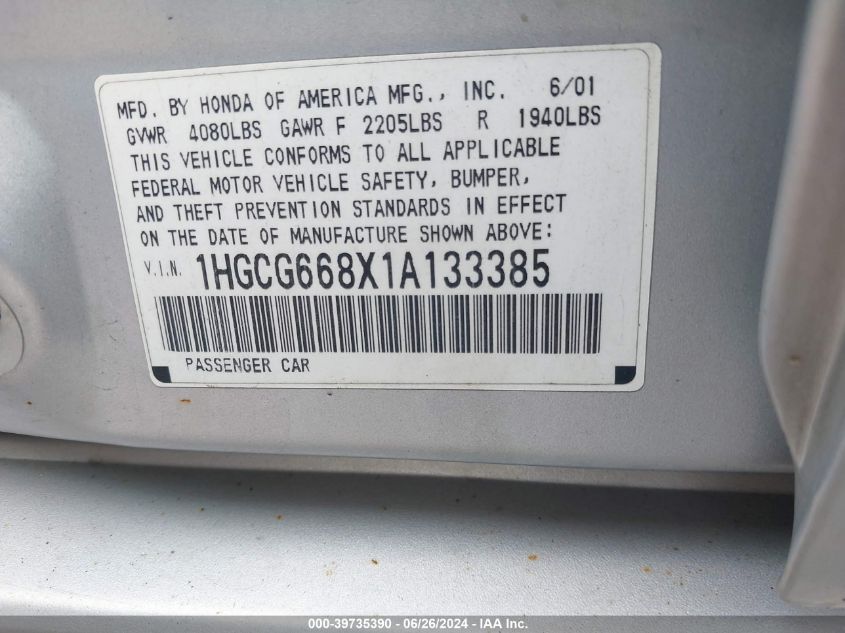 MFD. BY HONDA OF AMERICA MFG., INC. 6/01
GVWR 4080LBS GAWR F 2205LBS R 1940LBS
THIS VEHICLE CONFORMS TO ALL APPLICABLE
FEDERAL MOTOR VEHICLE SAFETY, BUMPER,
AND THEFT PREVENTION STANDARDS IN EFFECT
ON THE DATE OF MANUFACTURE SHOWN ABOVE:
V.I.N. 1HGCG668X1A133385
PASSENGER CAR
000-39735390 - 06/26/2024 - IAA Inc.